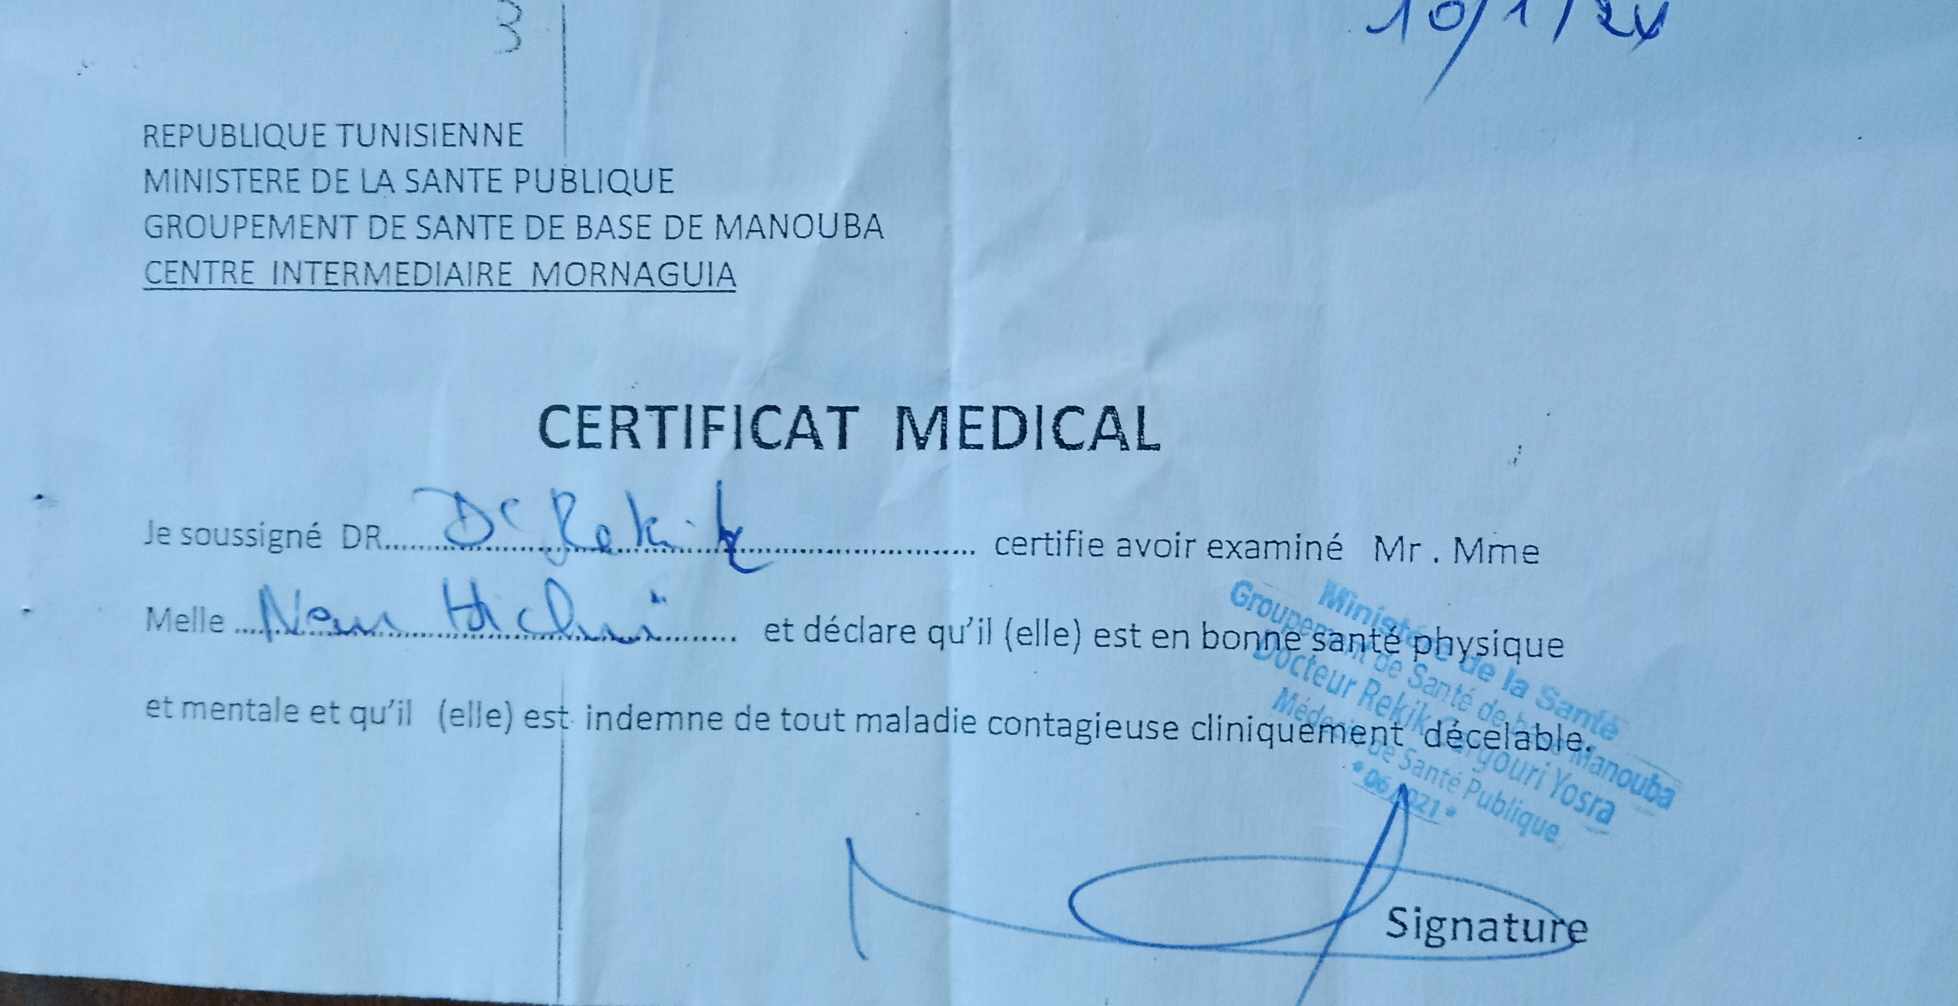 3
10/1/24
REPUBLIQUE TUNISIENNE
MINISTERE DE LA SANTE PUBLIQUE
GROUPEMENT DE SANTE DE BASE DE MANOUBA
CENTRE INTERMEDIAIRE MORNAGUIA
CERTIFICAT MEDICAL
Je soussigné DR.....Dr Rekik..... certifie avoir examiné Mr . Mme
Melle ..... ..... et déclare qu'il (elle) est en bonne santé physique
et mentale et qu'il (elle) est indemne de tout maladie contagieuse cliniquement décelable.
Ministère de la Santé
Groupement de Santé de base Manouba
Docteur Rekik Gargouri Yosra
Médecin de Santé Publique
Signature